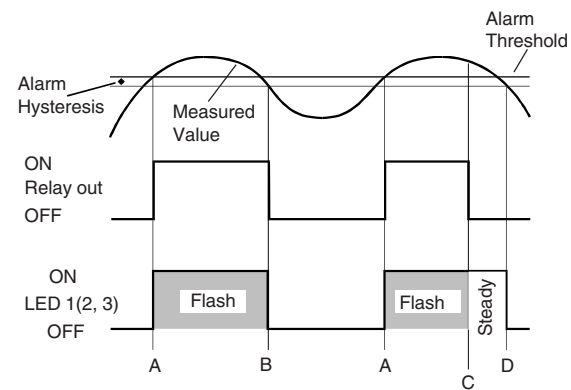 Alarm
Threshold
Alarm
Hysteresis
Measured
Value
ON
Relay out
OFF
ON
LED 1(2, 3)
OFF
Flash
Flash
Steady
A
B
A
C
D